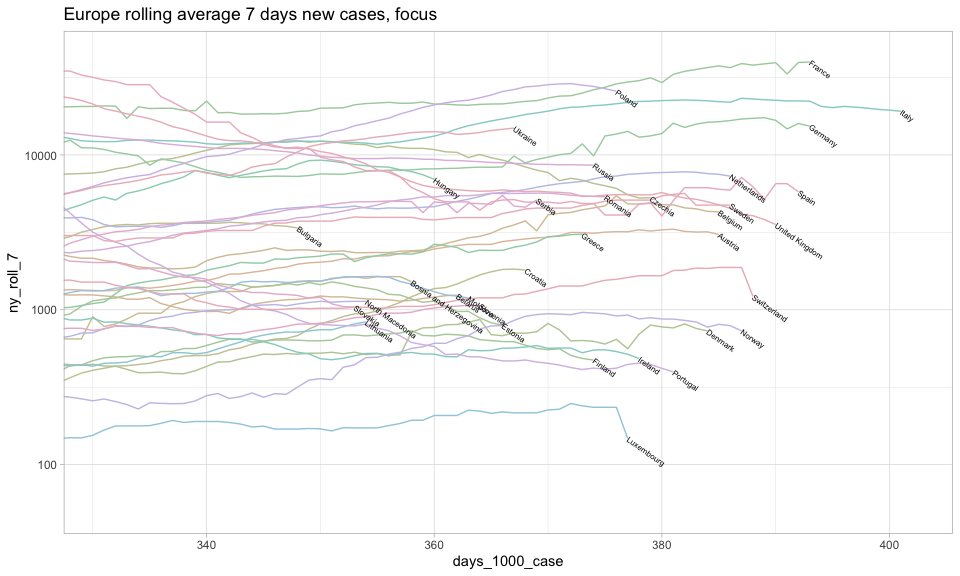 Europe rolling average 7 days new cases, focus
ny_roll_7
10000
1000
100
France
Poland
Italy
Germany
Ukraine
Russia
Hungary
Netherlands
Spain
Serbia
Romania
Czechia
Sweden
Belgium
United Kingdom
Bulgaria
Greece
Austria
Croatia
Bosnia and Herzegovina
Belarus
Slovenia
Switzerland
North Macedonia
Slovakia
Lithuania
Estonia
Norway
Denmark
Finland
Ireland
Portugal
Luxembourg
340
360
380
400
days_1000_case